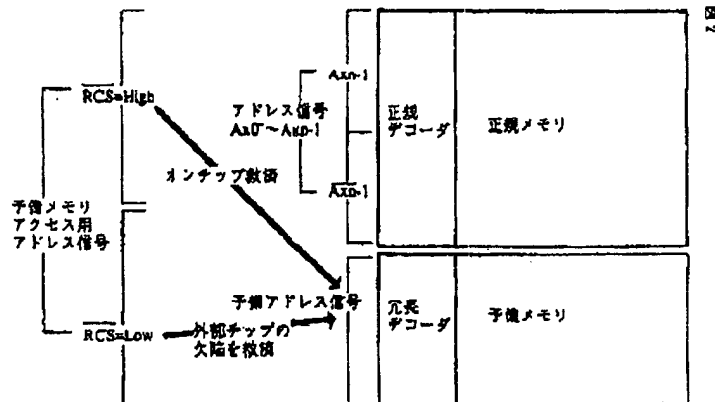 図2
RCS=High
予備メモリ
アクセス用
アドレス信号
RCS=Low
オンチップ救済
外部チップの
欠陥を救済
アドレス信号
Ax0~Axn-1
Axn-1
Axn-1
予備アドレス信号
正規
デコーダ
正規メモリ
冗長
デコーダ
予備メモリ